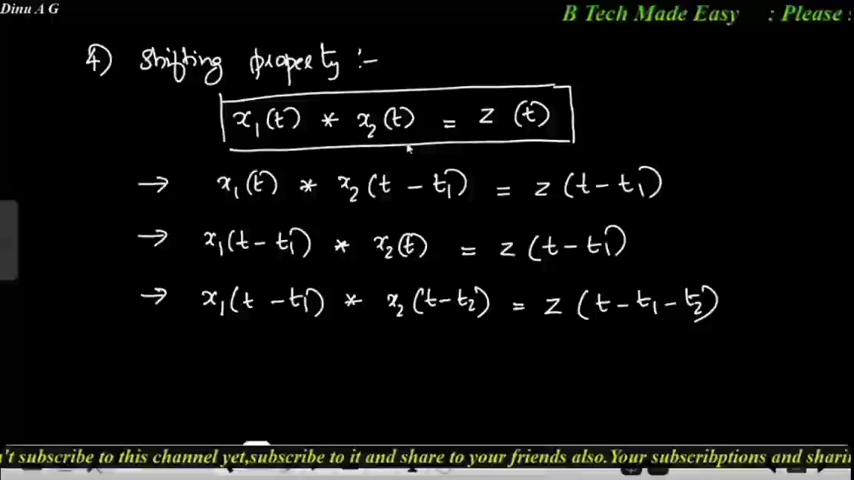 Dinu A G
B Tech Made Easy : Please :
4) Shifting property :-
x₁(t) * x₂(t) = z(t)
→ x₁(t) * x₂(t - t₁) = z(t - t₁)
→ x₁(t - t₁) * x₂(t) = z(t - t₁)
→ x₁(t - t₁) * x₂(t - t₂) = z(t - t₁ - t₂)
't subscribe to this channel yet,subscribe to it and share to your friends also.Your subscribptions and shari